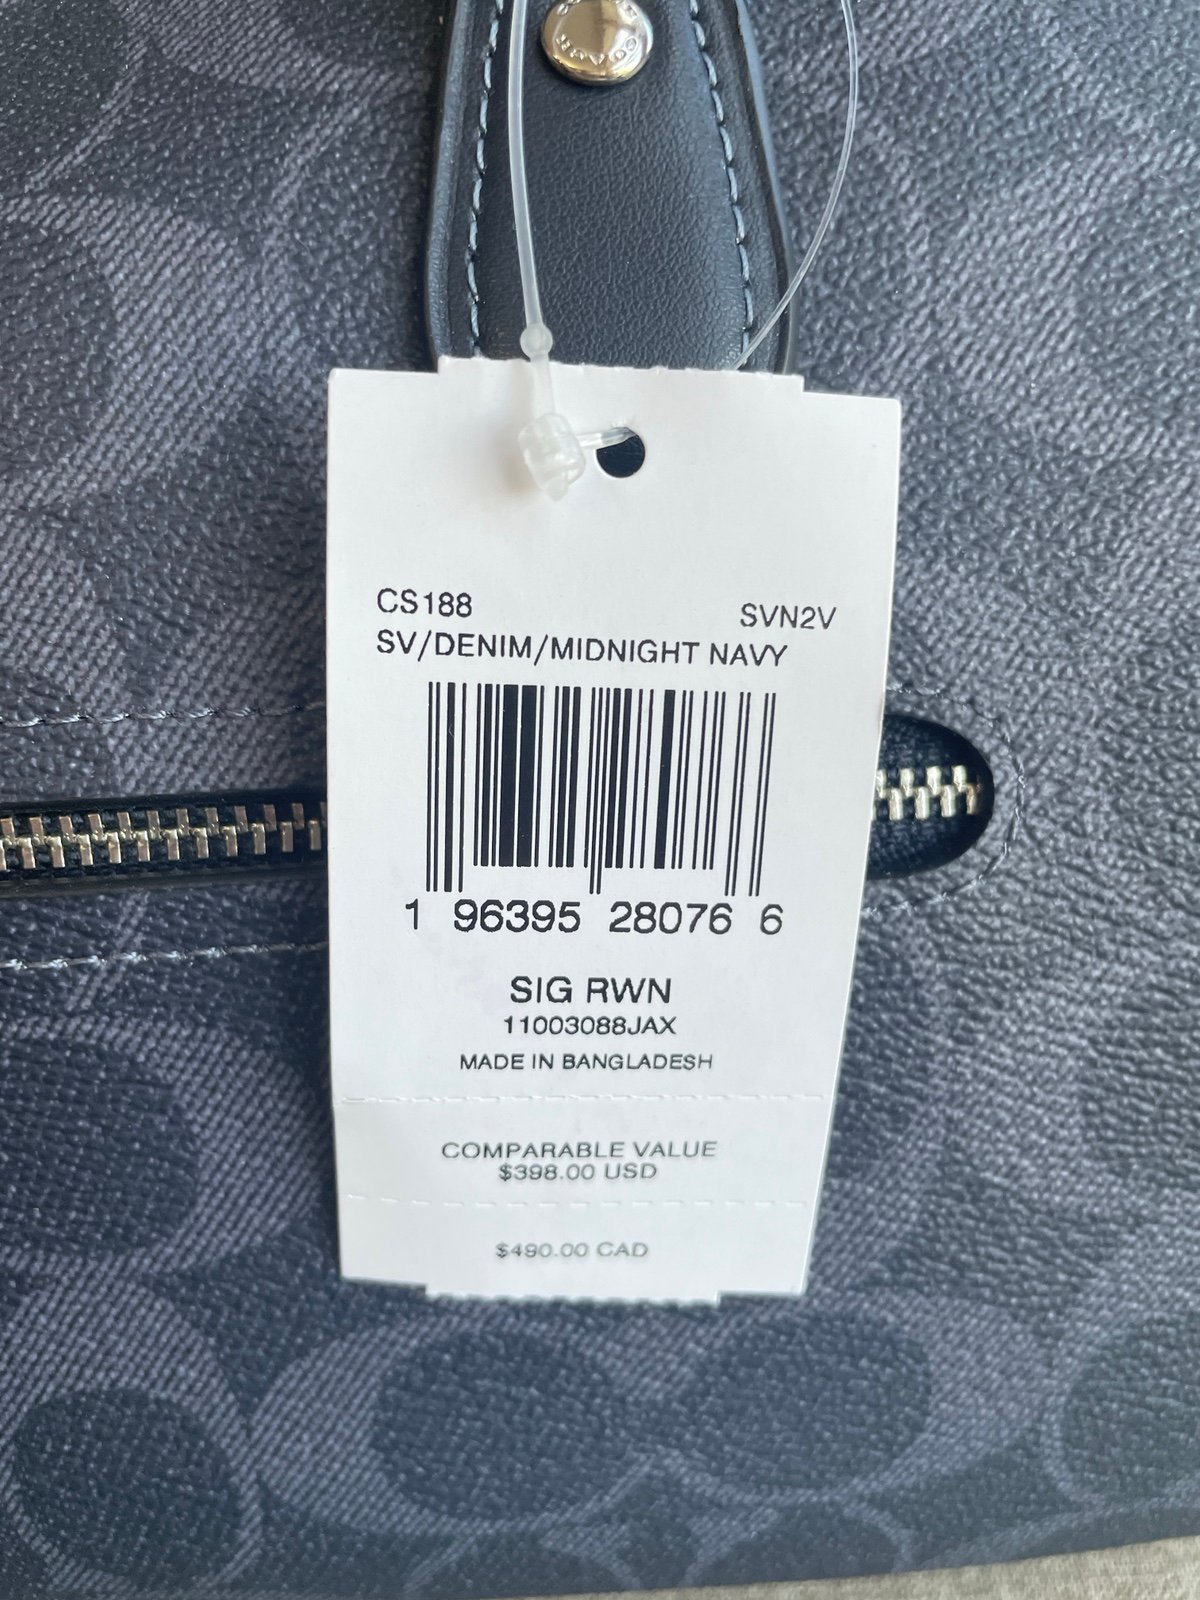 CS188 SVN2V
SV/DENIM/MIDNIGHT NAVY
1 96395 28076 6
SIG RWN
11003088JAX
MADE IN BANGLADESH
COMPARABLE VALUE
$398.00 USD
$490.00 CAD